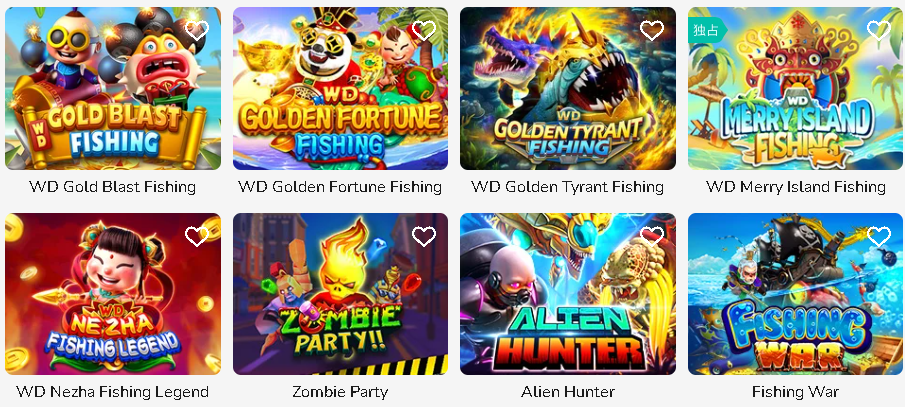 WD
GOLD BLAST
FISHING
WD
GOLDEN FORTUNE
FISHING
WD
GOLDEN TYRANT
FISHING
独占
WD
MERRY ISLAND
FISHING
WD Gold Blast Fishing
WD Golden Fortune Fishing
WD Golden Tyrant Fishing
WD Merry Island Fishing
WD
NEZHA
FISHING LEGEND
ZOMBIE
PARTY!!
ALIEN
HUNTER
FISHING
WAR
WD Nezha Fishing Legend
Zombie Party
Alien Hunter
Fishing War